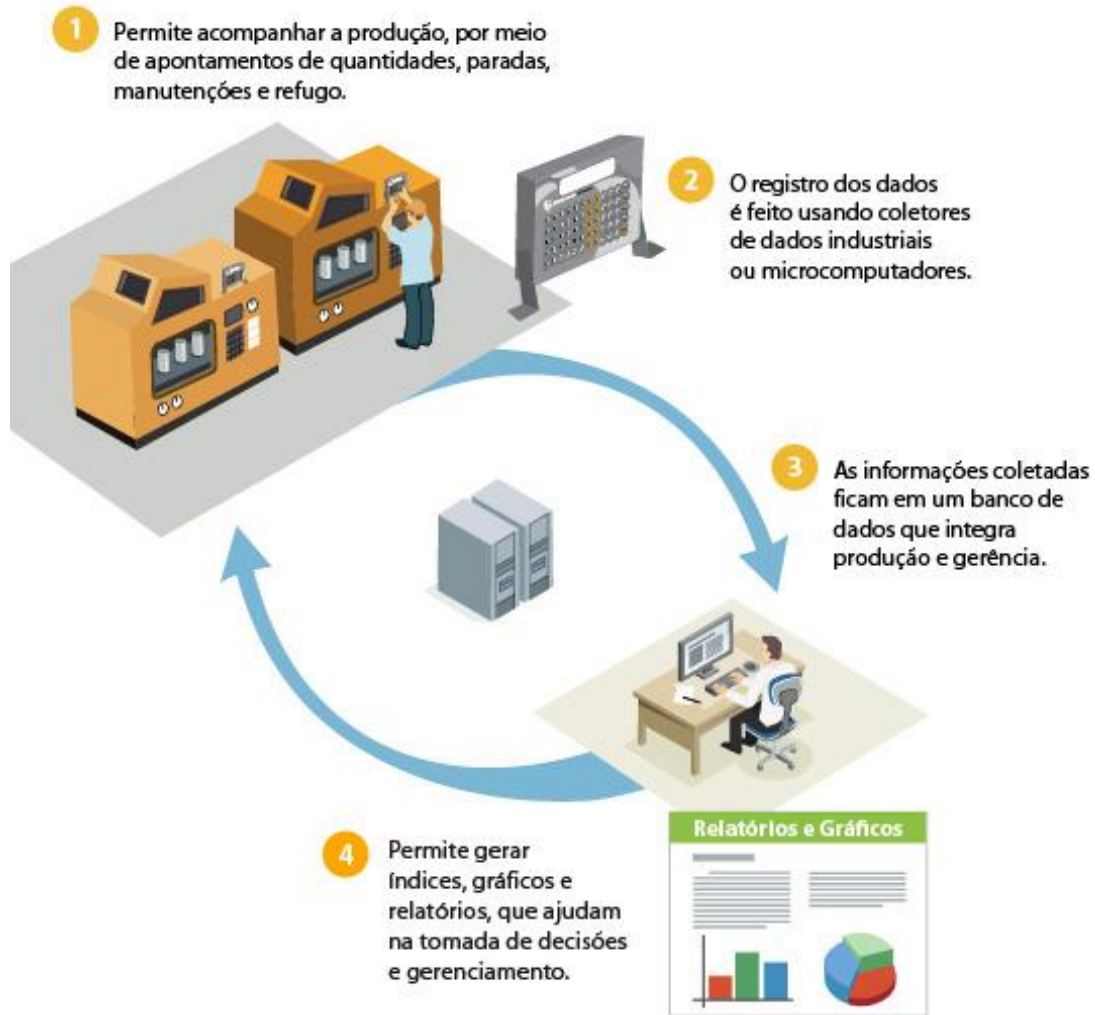 1
Permite acompanhar a produção, por meio
de apontamentos de quantidades, paradas,
manutenções e refugo.
2
O registro dos dados
é feito usando coletores
de dados industriais
ou microcomputadores.
3
As informações coletadas
ficam em um banco de
dados que integra
produção e gerência.
Relatórios e Gráficos
4
Permite gerar
índices, gráficos e
relatórios, que ajudam
na tomada de decisões
e gerenciamento.